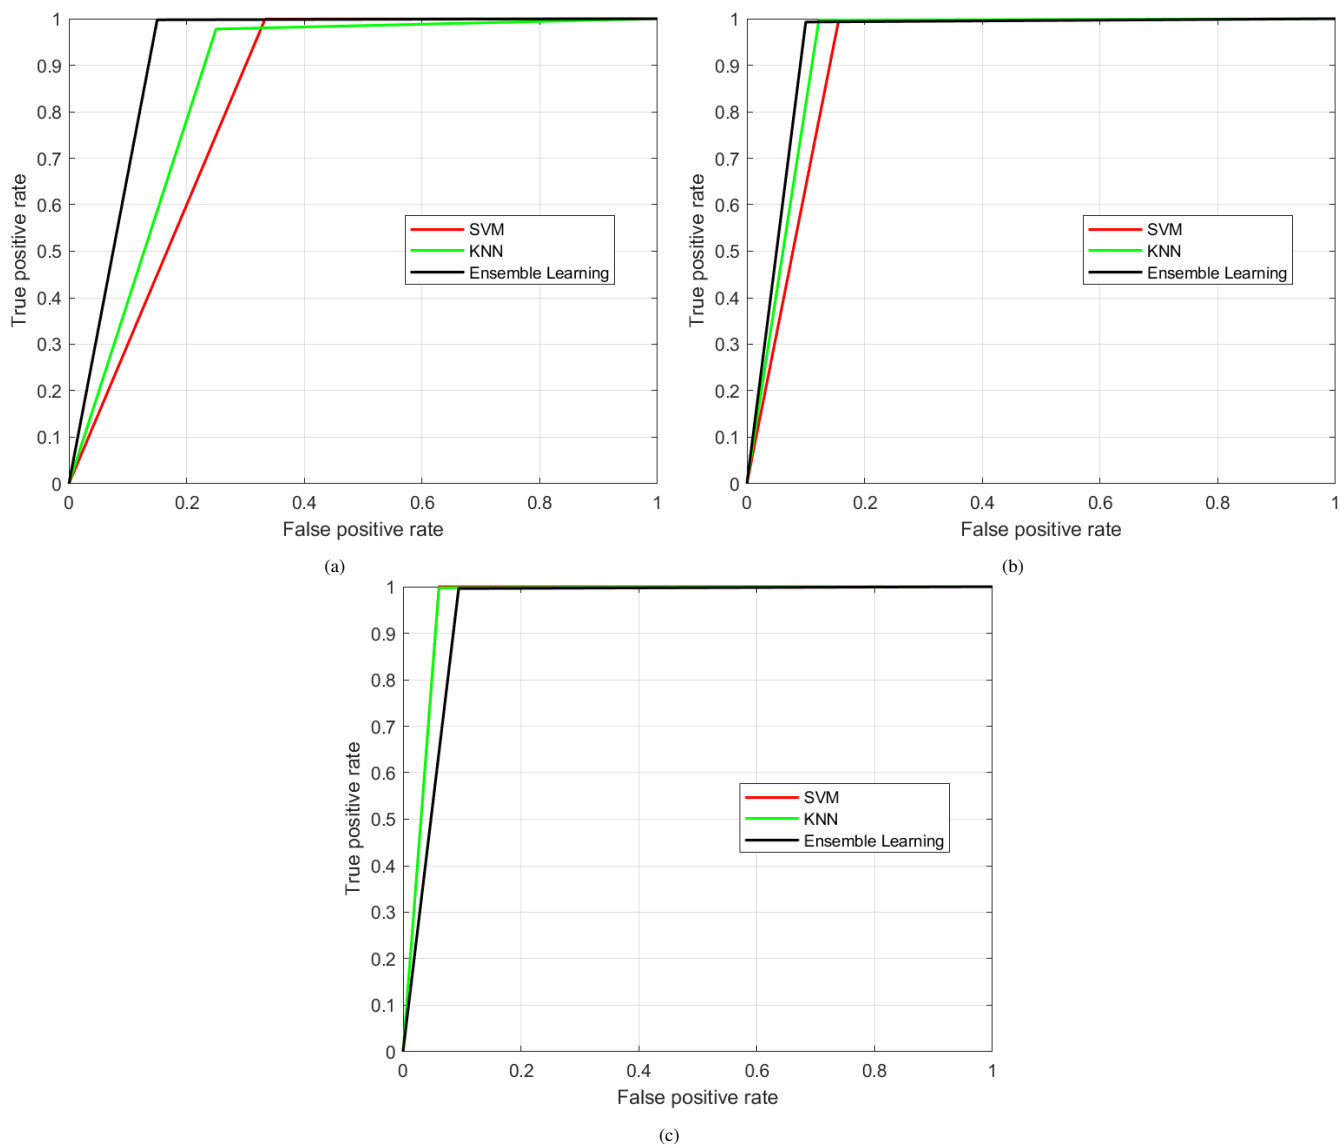 1
0.9
0.8
0.7
0.6
0.5
0.4
0.3
0.2
0.1
0
True positive rate
SVM
KNN
Ensemble Learning
0 0.2 0.4 0.6 0.8 1
False positive rate
(a)
1
0.9
0.8
0.7
0.6
0.5
0.4
0.3
0.2
0.1
0
True positive rate
SVM
KNN
Ensemble Learning
0 0.2 0.4 0.6 0.8 1
False positive rate
(b)
1
0.9
0.8
0.7
0.6
0.5
0.4
0.3
0.2
0.1
0
True positive rate
SVM
KNN
Ensemble Learning
0 0.2 0.4 0.6 0.8 1
False positive rate
(c)